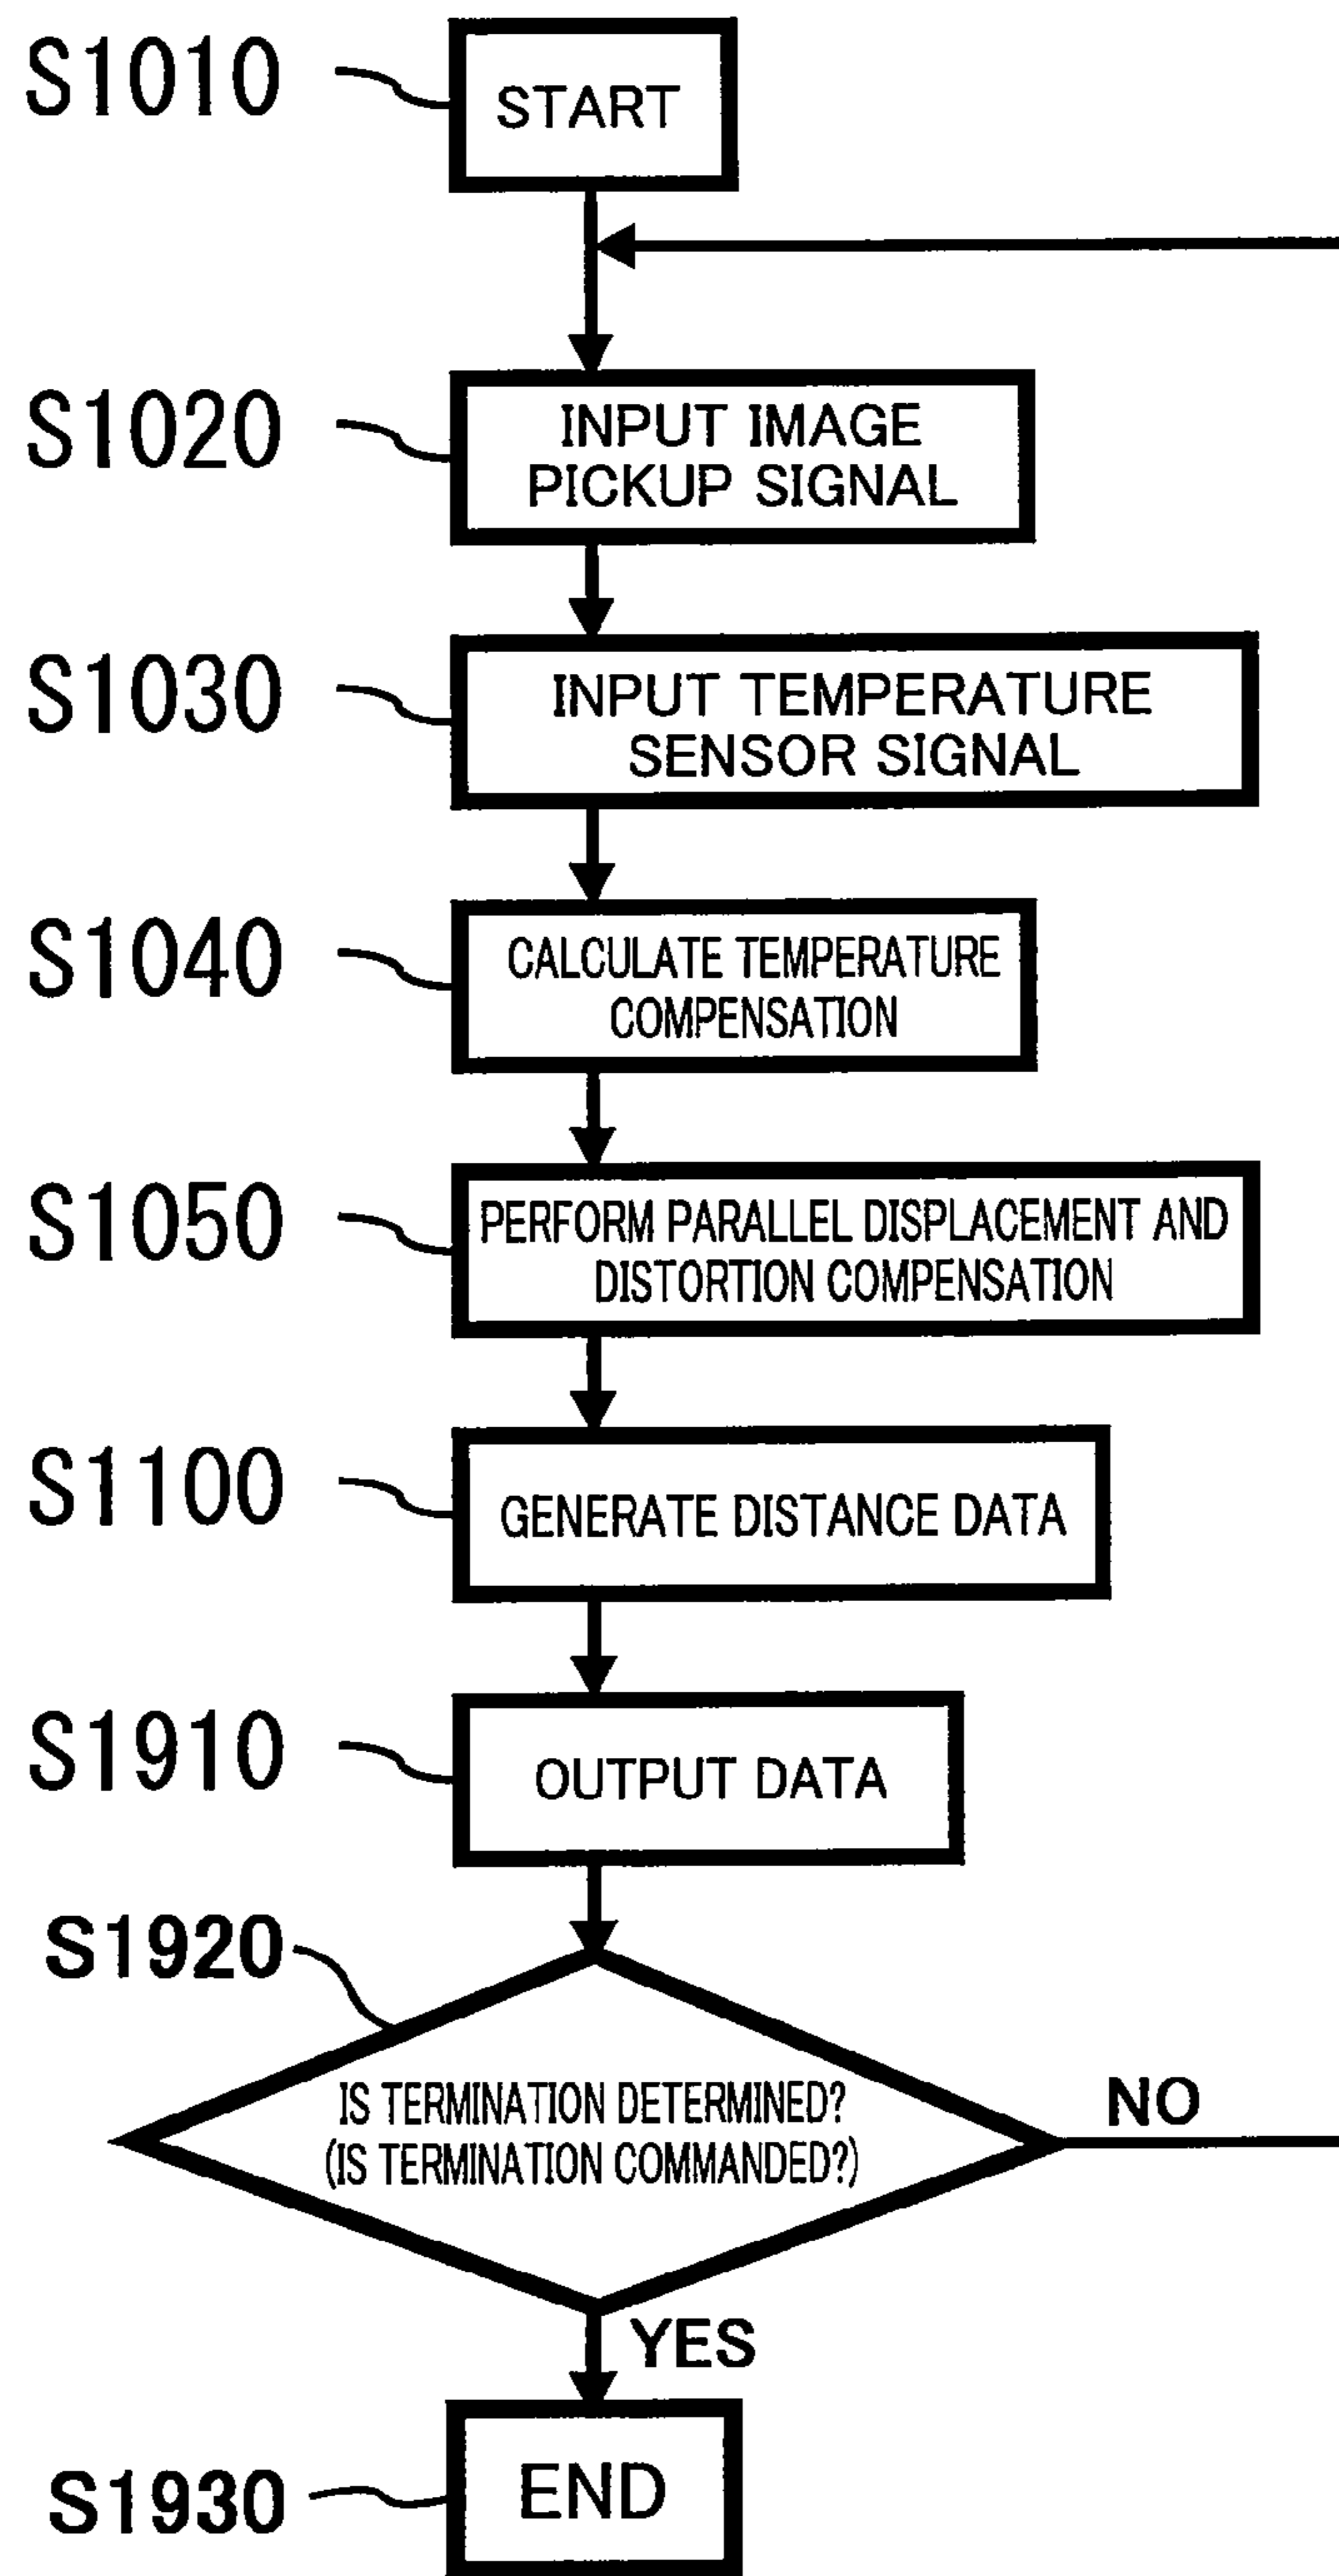 S1010
START
S1020
INPUT IMAGE
PICKUP SIGNAL
S1030
INPUT TEMPERATURE
SENSOR SIGNAL
S1040
CALCULATE TEMPERATURE
COMPENSATION
S1050
PERFORM PARALLEL DISPLACEMENT AND
DISTORTION COMPENSATION
S1100
GENERATE DISTANCE DATA
S1910
OUTPUT DATA
S1920
IS TERMINATION DETERMINED?
(IS TERMINATION COMMANDED?)
NO
YES
S1930
END